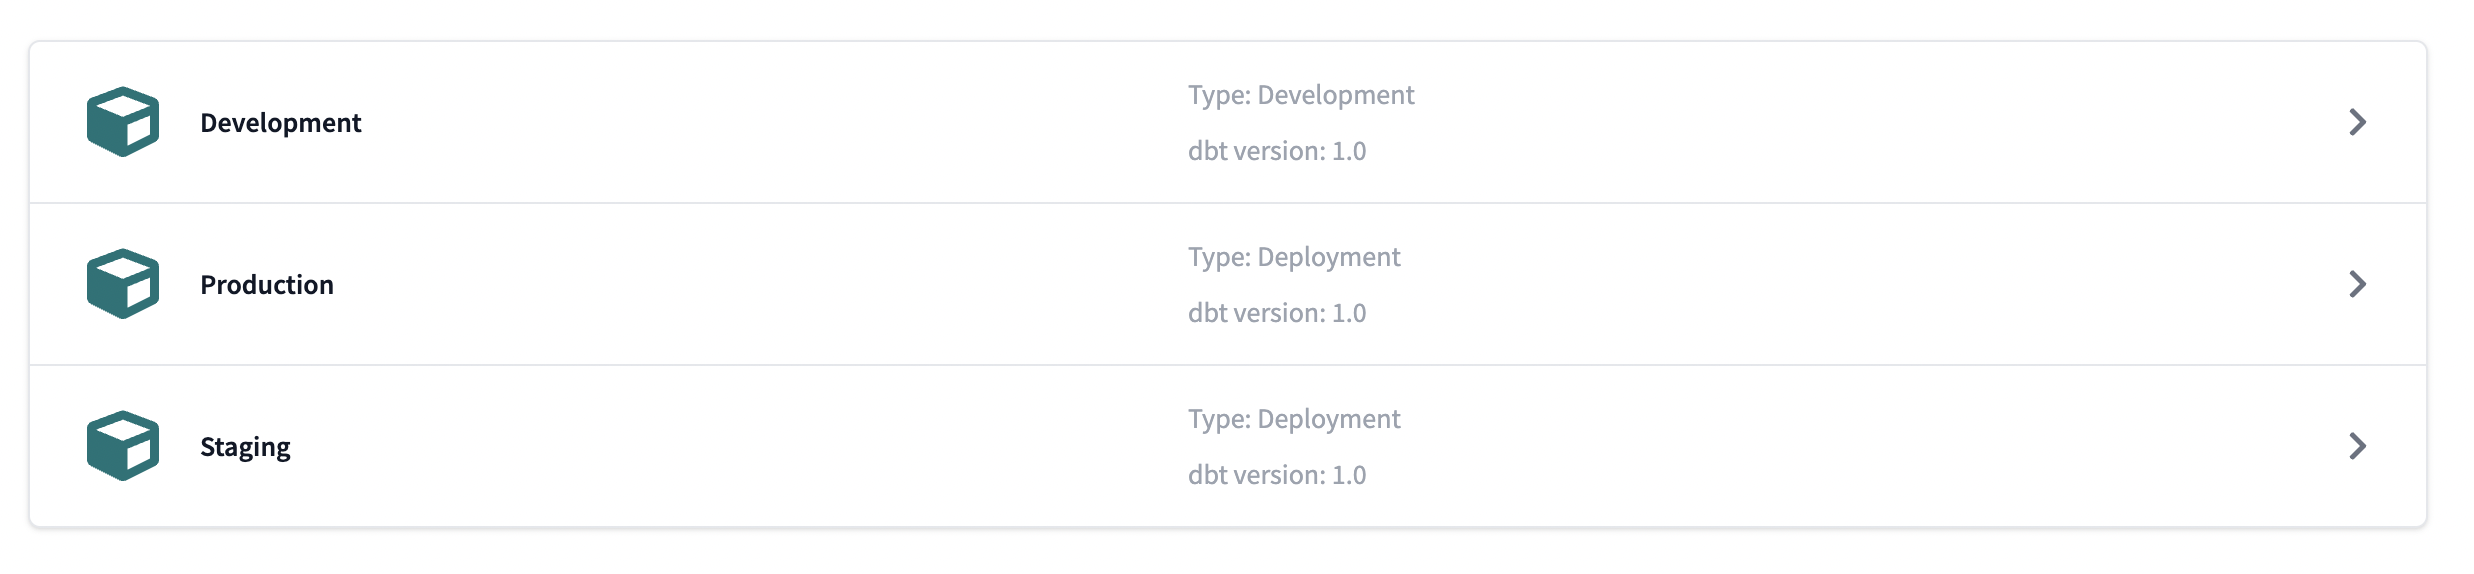 Development
Type: Development
dbt version: 1.0
Production
Type: Deployment
dbt version: 1.0
Staging
Type: Deployment
dbt version: 1.0